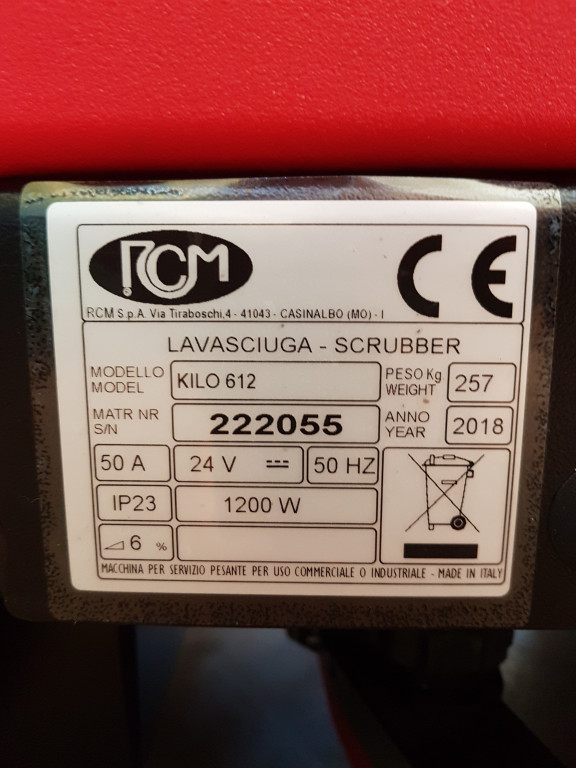 RCM
CE
RCM S.p.A. Via Tiraboschi,4 - 41043 - CASINALBO (MO) - I
LAVASCIUGA - SCRUBBER
MODELLO
MODEL
KILO 612
PESO Kg
WEIGHT
257
MATR NR
S/N
222055
ANNO
YEAR
2018
50 A
24 V
50 HZ
IP23
1200 W
6 %
MACCHINA PER SERVIZIO PESANTE PER USO COMMERCIALE O INDUSTRIALE - MADE IN ITALY